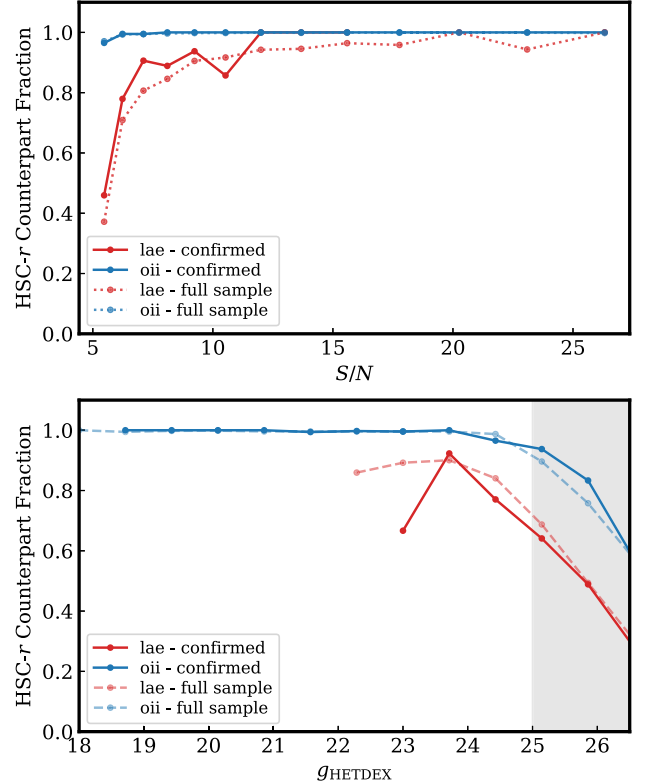 1.0
0.8
0.6
0.4
0.2
0.0
HSC-r Counterpart Fraction
lae - confirmed
oii - confirmed
lae - full sample
oii - full sample
5 10 15 20 25
S/N
1.0
0.8
0.6
0.4
0.2
0.0
HSC-r Counterpart Fraction
lae - confirmed
oii - confirmed
lae - full sample
oii - full sample
18 19 20 21 22 23 24 25 26
gHETDEX